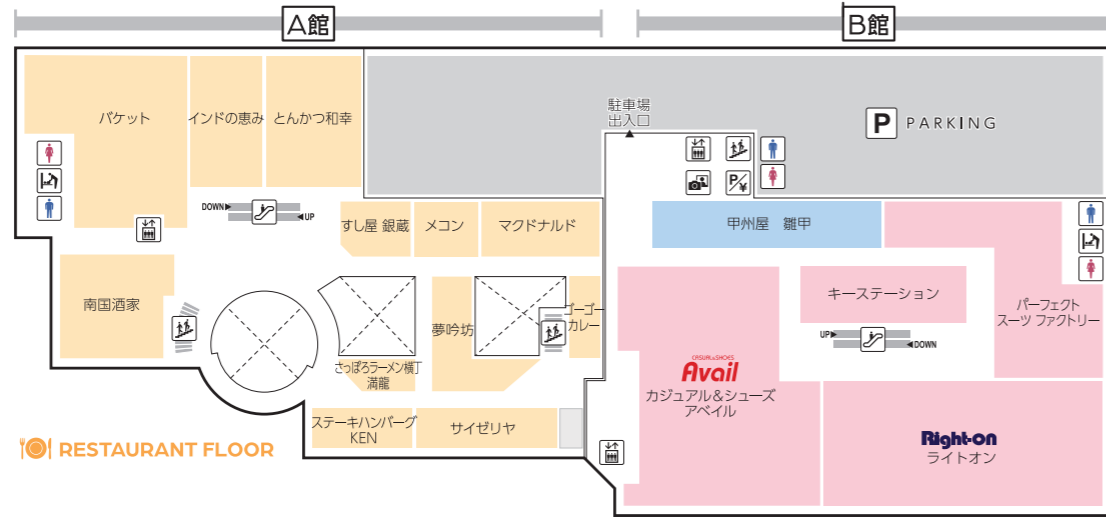 A館
B館
バケット
インドの恵み
とんかつ和幸
駐車場
出入口
P
PARKING
P/¥
DOWN
UP
すし屋 銀蔵
メコン
マクドナルド
甲州屋 雛甲
南国酒家
夢吟坊
ゴーゴー
カレー
キーステーション
パーフェクト
スーツ ファクトリー
UP
DOWN
さっぽろラーメン横丁
満龍
CASUAL&SHOES
Avail
カジュアル&シューズ
アベイル
ステーキハンバーグ
KEN
サイゼリヤ
Right-on
ライトオン
RESTAURANT FLOOR